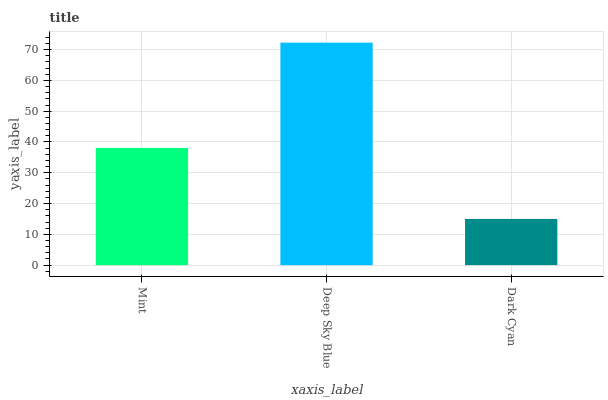 title
70
60
50
40
30
20
10
0
yaxis_label
Mint
Deep Sky Blue
Dark Cyan
xaxis_label